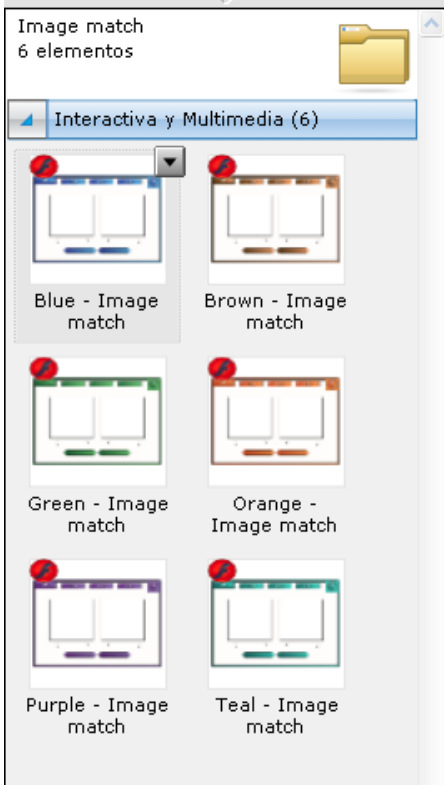 Image match
6 elementos
Interactiva y Multimedia (6)
Blue - Image
match
Brown - Image
match
Green - Image
match
Orange -
Image match
Purple - Image
match
Teal - Image
match